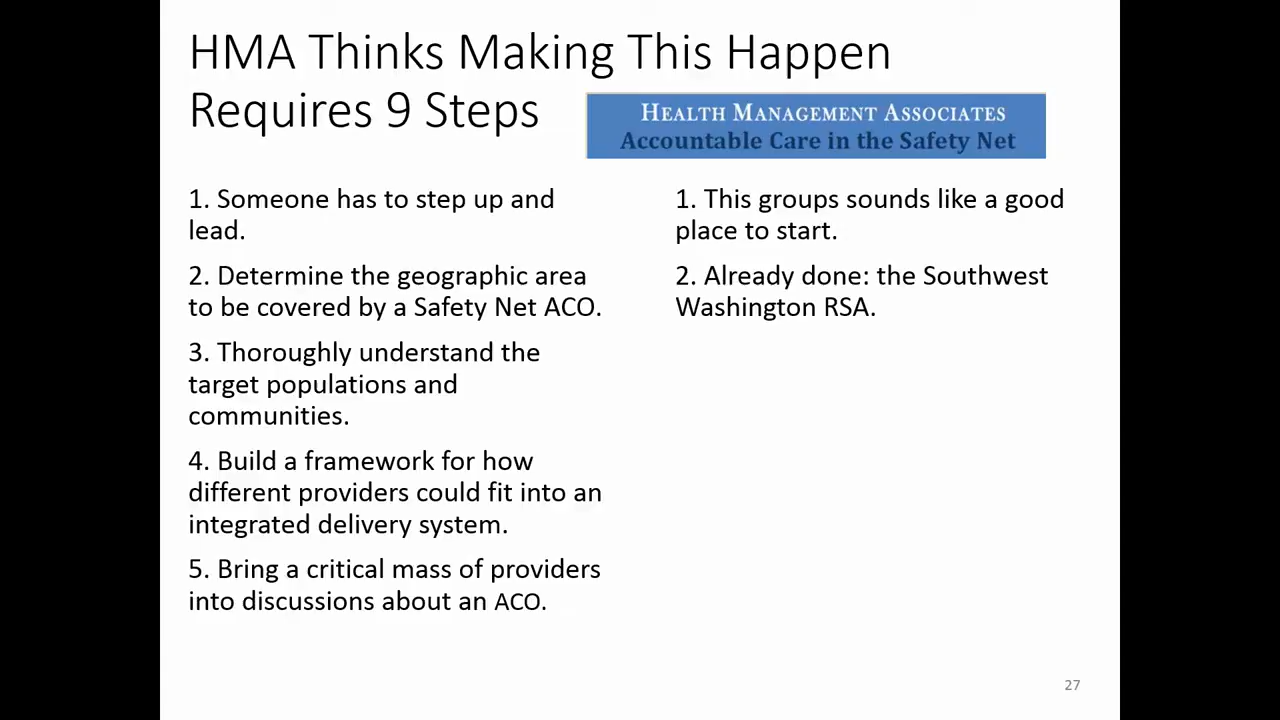 HMA Thinks Making This Happen
Requires 9 Steps
HEALTH MANAGEMENT ASSOCIATES
Accountable Care in the Safety Net
1. Someone has to step up and
lead.
2. Determine the geographic area
to be covered by a Safety Net ACO.
3. Thoroughly understand the
target populations and
communities.
4. Build a framework for how
different providers could fit into an
integrated delivery system.
5. Bring a critical mass of providers
into discussions about an ACO.
1. This groups sounds like a good
place to start.
2. Already done: the Southwest
Washington RSA.
27